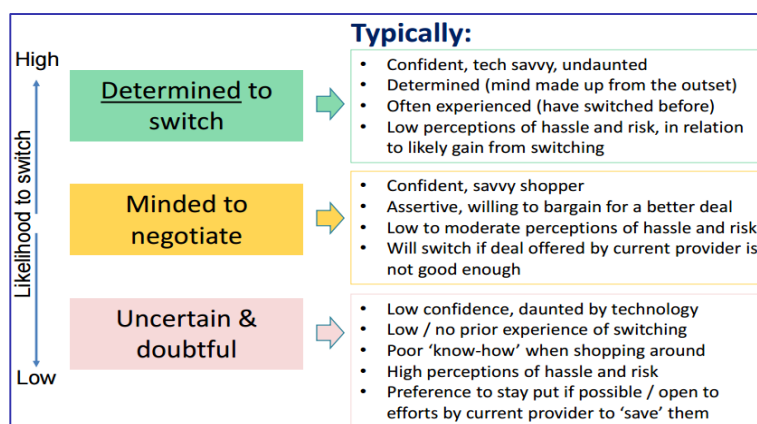 Typically:
High
Likelihood to switch
Low
Determined to
switch
• Confident, tech savvy, undaunted
• Determined (mind made up from the outset)
• Often experienced (have switched before)
• Low perceptions of hassle and risk, in relation
to likely gain from switching
Minded to
negotiate
• Confident, savvy shopper
• Assertive, willing to bargain for a better deal
• Low to moderate perceptions of hassle and risk
• Will switch if deal offered by current provider is
not good enough
Uncertain &
doubtful
• Low confidence, daunted by technology
• Low / no prior experience of switching
• Poor ‘know-how’ when shopping around
• High perceptions of hassle and risk
• Preference to stay put if possible / open to
efforts by current provider to ‘save’ them